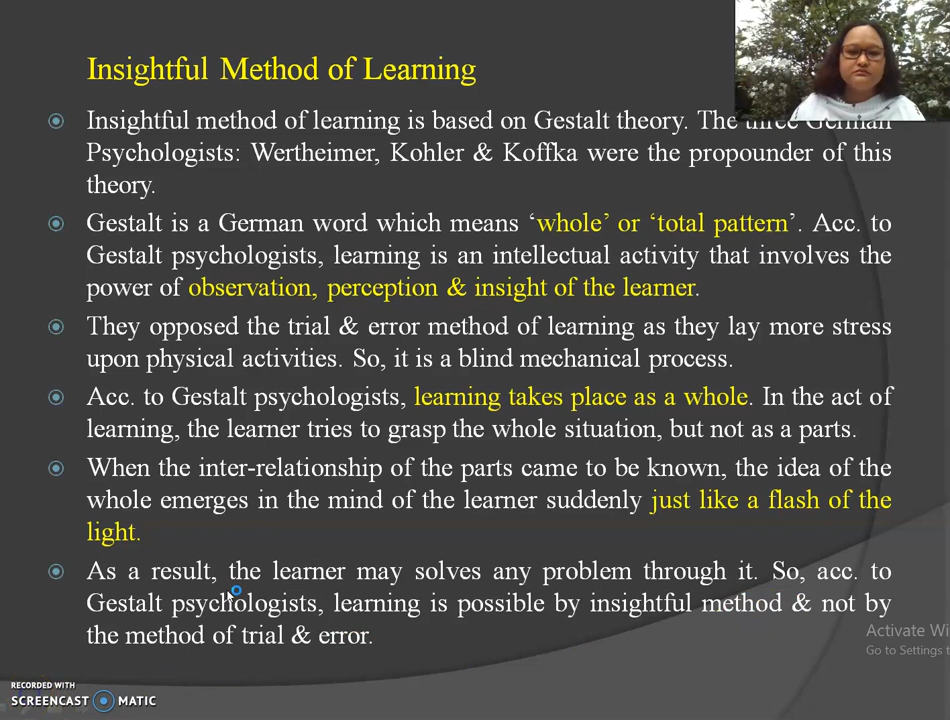 Insightful Method of Learning
Insightful method of learning is based on Gestalt theory. The three German
Psychologists: Wertheimer, Kohler & Koffka were the propounder of this
theory.
Gestalt is a German word which means ‘whole’ or ‘total pattern’. Acc. to
Gestalt psychologists, learning is an intellectual activity that involves the
power of observation, perception & insight of the learner.
They opposed the trial & error method of learning as they lay more stress
upon physical activities. So, it is a blind mechanical process.
Acc. to Gestalt psychologists, learning takes place as a whole. In the act of
learning, the learner tries to grasp the whole situation, but not as a parts.
When the inter-relationship of the parts came to be known, the idea of the
whole emerges in the mind of the learner suddenly just like a flash of the
light.
As a result, the learner may solves any problem through it. So, acc. to
Gestalt psychologists, learning is possible by insightful method & not by
the method of trial & error.
Activate Wi
Go to Settings t
RECORDED WITH
SCREENCAST MATIC